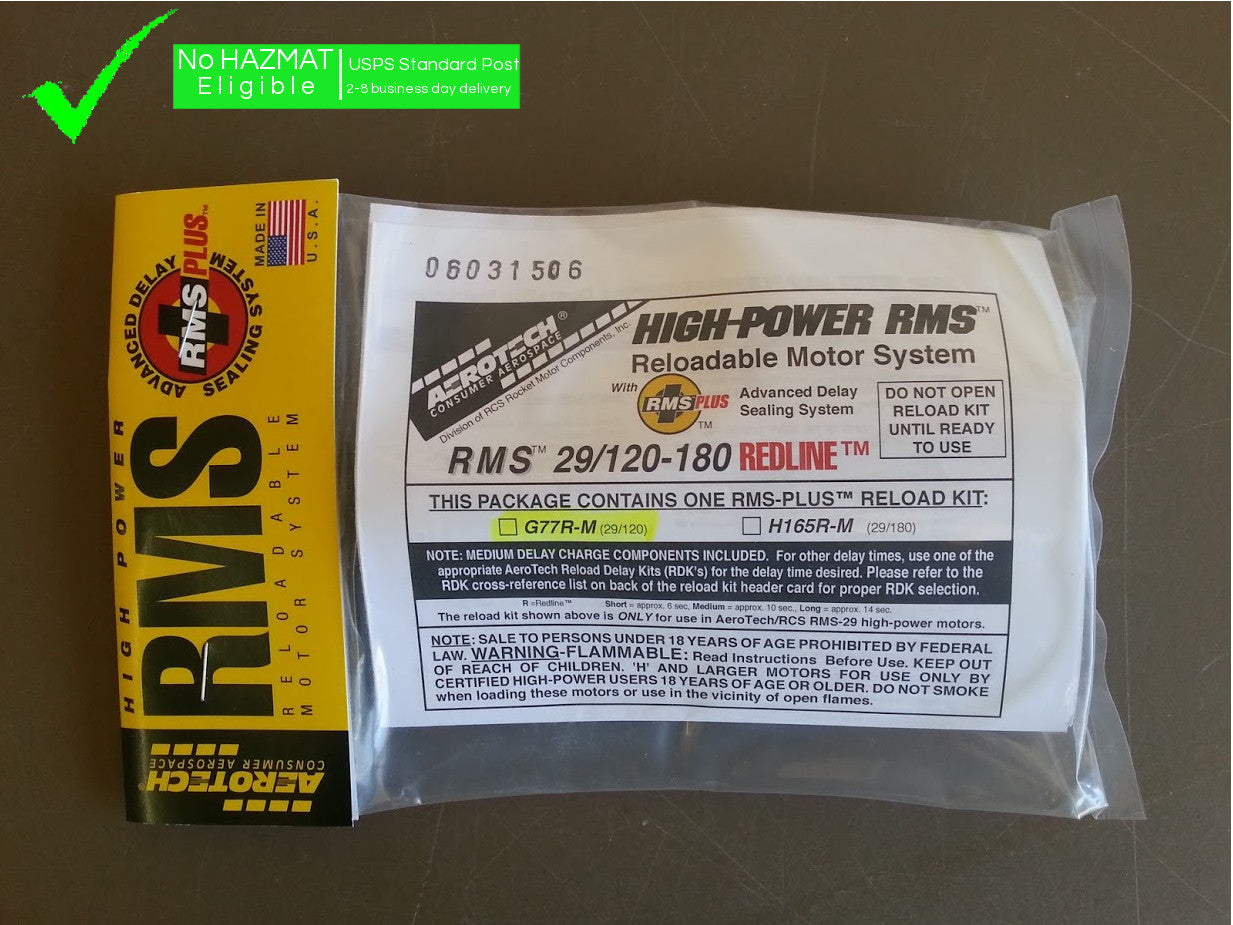 No HAZMAT
Eligible
USPS Standard Post
2-8 business day delivery
MADE IN
U.S.A.
ADVANCED DELAY
RMS PLUS™
SEALING SYSTEM
HIGH POWER
RMS
RELOADABLE
MOTOR SYSTEM
AEROTECH®
CONSUMER AEROSPACE
06031506
AEROTECH®
CONSUMER AEROSPACE
Division of RCS Rocket Motor Components, Inc.
HIGH-POWER RMS™
Reloadable Motor System
With RMS PLUS™
Advanced Delay
Sealing System
DO NOT OPEN
RELOAD KIT
UNTIL READY
TO USE
RMS™ 29/120-180 REDLINE™
THIS PACKAGE CONTAINS ONE RMS-PLUS™ RELOAD KIT:
G77R-M (29/120) H165R-M (29/180)
NOTE: MEDIUM DELAY CHARGE COMPONENTS INCLUDED. For other delay times, use one of the
appropriate AeroTech Reload Delay Kits (RDK's) for the delay time desired. Please refer to the
RDK cross-reference list on back of the reload kit header card for proper RDK selection.
R =Redline™ Short = approx. 6 sec, Medium = approx. 10 sec., Long = approx. 14 sec.
The reload kit shown above is ONLY for use in AeroTech/RCS RMS-29 high-power motors.
NOTE: SALE TO PERSONS UNDER 18 YEARS OF AGE PROHIBITED BY FEDERAL
LAW. WARNING-FLAMMABLE: Read Instructions Before Use. KEEP OUT
OF REACH OF CHILDREN. 'H' AND LARGER MOTORS FOR USE ONLY BY
CERTIFIED HIGH-POWER USERS 18 YEARS OF AGE OR OLDER. DO NOT SMOKE
when loading these motors or use in the vicinity of open flames.